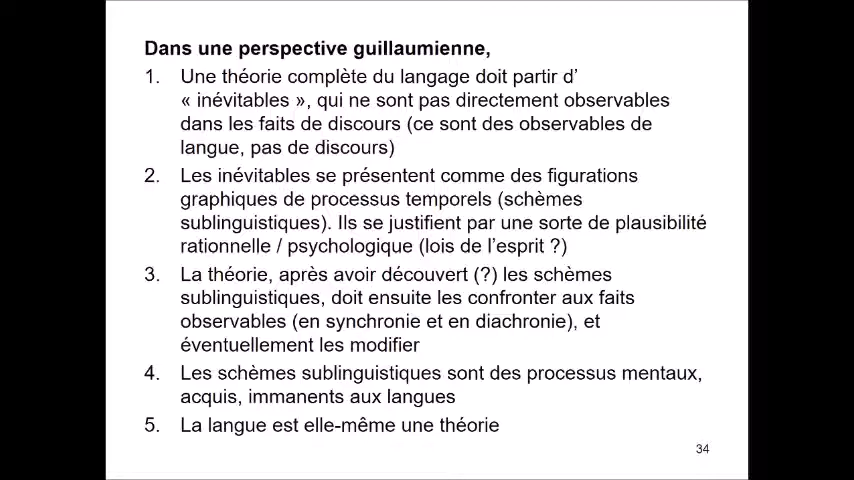 Dans une perspective guillaumienne,
1. Une théorie complète du langage doit partir d’
« inévitables », qui ne sont pas directement observables
dans les faits de discours (ce sont des observables de
langue, pas de discours)
2. Les inévitables se présentent comme des figurations
graphiques de processus temporels (schèmes
sublinguistiques). Ils se justifient par une sorte de plausibilité
rationnelle / psychologique (lois de l’esprit ?)
3. La théorie, après avoir découvert (?) les schèmes
sublinguistiques, doit ensuite les confronter aux faits
observables (en synchronie et en diachronie), et
éventuellement les modifier
4. Les schèmes sublinguistiques sont des processus mentaux,
acquis, immanents aux langues
5. La langue est elle-même une théorie
34